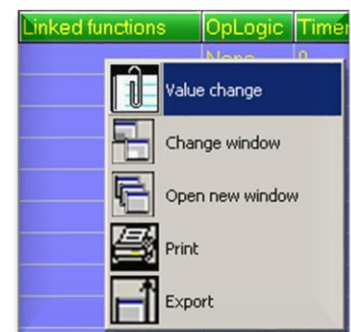 Linked functions OpLogic Timer
None 0
Value change
Change window
Open new window
Print
Export